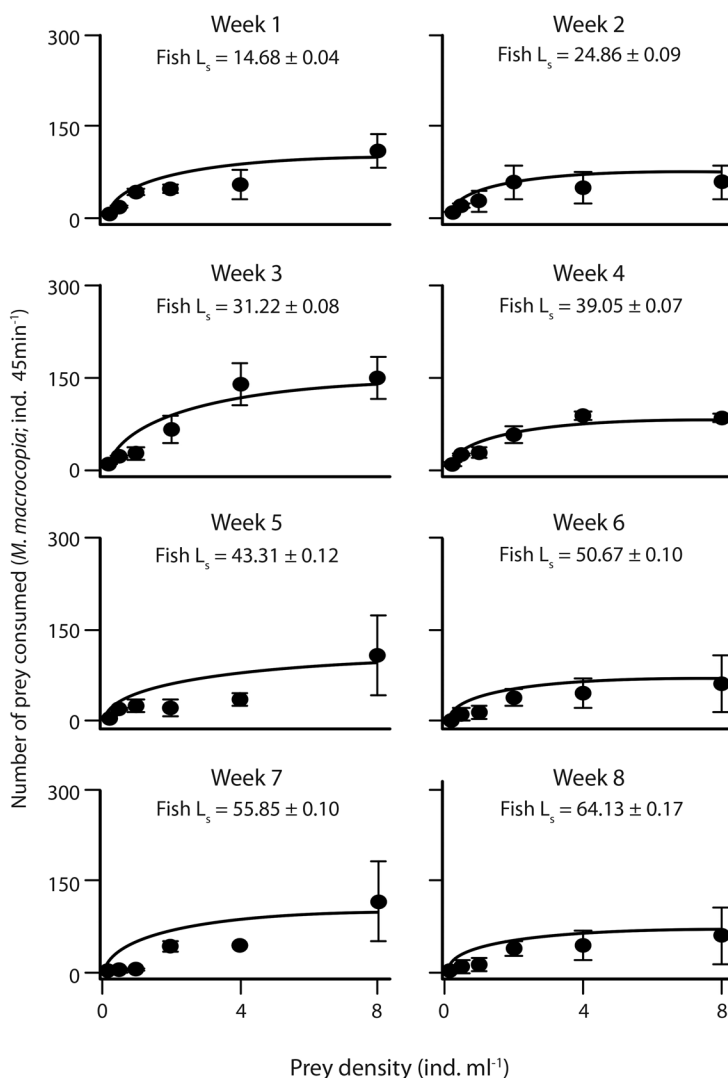 Week 1
Fish Lₛ = 14.68 ± 0.04
Week 2
Fish Lₛ = 24.86 ± 0.09
300
150
0
Week 3
Fish Lₛ = 31.22 ± 0.08
Week 4
Fish Lₛ = 39.05 ± 0.07
300
150
0
Week 5
Fish Lₛ = 43.31 ± 0.12
Week 6
Fish Lₛ = 50.67 ± 0.10
300
150
0
Week 7
Fish Lₛ = 55.85 ± 0.10
Week 8
Fish Lₛ = 64.13 ± 0.17
300
150
0
0 4 8
0 4 8
Number of prey consumed (M. macrocopia; ind. 45min⁻¹)
Prey density (ind. ml⁻¹)